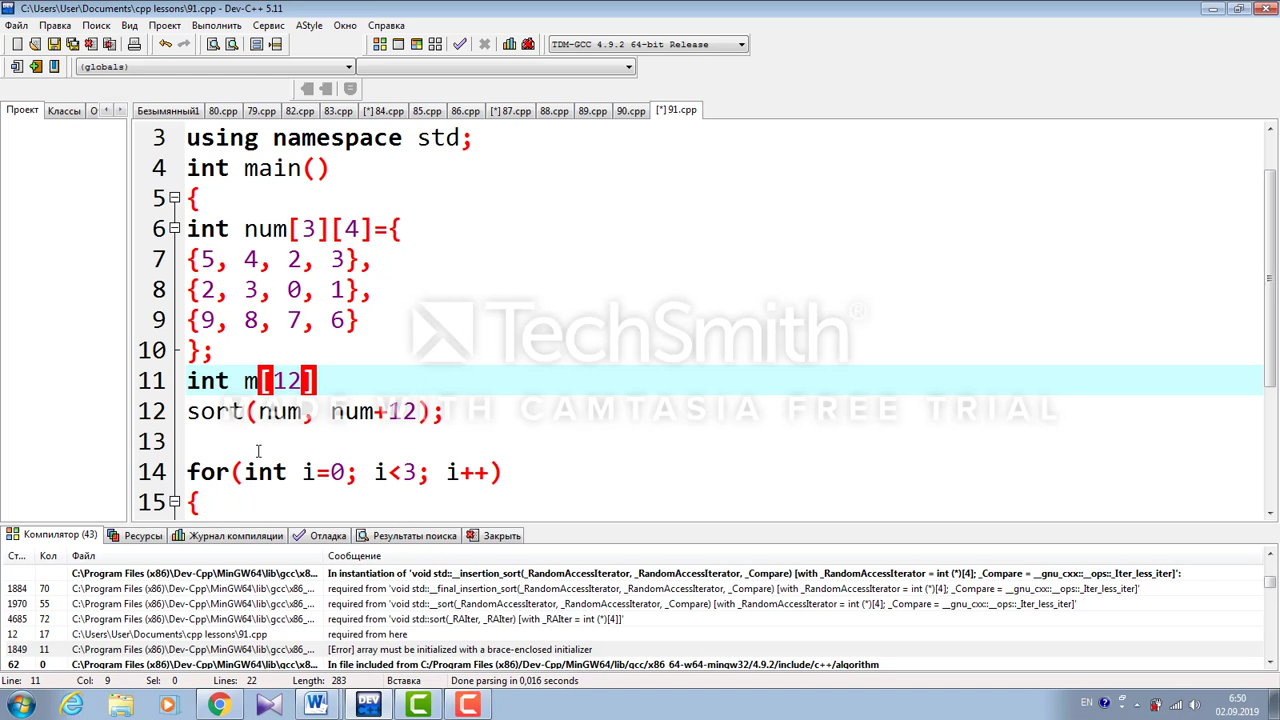 C:\Users\User\Documents\cpp lessons\91.cpp - Dev-C++ 5.11
Файл Правка Поиск Вид Проект Выполнить Сервис AStyle Окно Справка
TDM-GCC 4.9.2 64-bit Release
(globals)
Проект Классы О Безымянный1 80.cpp 79.cpp 82.cpp 83.cpp [*] 84.cpp 85.cpp 86.cpp [*] 87.cpp 88.cpp 89.cpp 90.cpp [*] 91.cpp
3 using namespace std;
4 int main()
5 {
6 int num[3][4]={
7 {5, 4, 2, 3},
8 {2, 3, 0, 1},
9 {9, 8, 7, 6}
10 };
11 int m[12]
12 sort(num, num+12);
13
14 for(int i=0; i<3; i++)
15 {
TechSmith®
MADE WITH CAMTASIA FREE TRIAL
Компилятор (43) Ресурсы Журнал компиляции Отладка Результаты поиска Закрыть
Ст... Кол Файл Сообщение
C:\Program Files (x86)\Dev-Cpp\MinGW64\lib\gcc\x8... In instantiation of 'void std::__insertion_sort(_RandomAccessIterator, _RandomAccessIterator, _Compare) [with _RandomAccessIterator = int (*)[4]; _Compare = __gnu_cxx::__ops::_Iter_less_iter]':
1884 70 C:\Program Files (x86)\Dev-Cpp\MinGW64\lib\gcc\x86_... required from 'void std::__final_insertion_sort(_RandomAccessIterator, _RandomAccessIterator, _Compare) [with _RandomAccessIterator = int (*)[4]; _Compare = __gnu_cxx::__ops::_Iter_less_iter]'
1970 55 C:\Program Files (x86)\Dev-Cpp\MinGW64\lib\gcc\x86_... required from 'void std::__sort(_RandomAccessIterator, _RandomAccessIterator, _Compare) [with _RandomAccessIterator = int (*)[4]; _Compare = __gnu_cxx::__ops::_Iter_less_iter]'
4685 72 C:\Program Files (x86)\Dev-Cpp\MinGW64\lib\gcc\x86_... required from 'void std::sort(_RAIter, _RAIter) [with _RAIter = int (*)[4]]'
12 17 C:\Users\User\Documents\cpp lessons\91.cpp required from here
1849 11 C:\Program Files (x86)\Dev-Cpp\MinGW64\lib\gcc\x86_... [Error] array must be initialized with a brace-enclosed initializer
62 0 C:\Program Files (x86)\Dev-Cpp\MinGW64\lib\gcc\x8... In file included from C:/Program Files (x86)/Dev-Cpp/MinGW64/lib/gcc/x86_64-w64-mingw32/4.9.2/include/c++/algorithm
Line: 11 Col: 9 Sel: 0 Lines: 22 Length: 283 Вставка Done parsing in 0,016 seconds
EN 6:50
02.09.2019